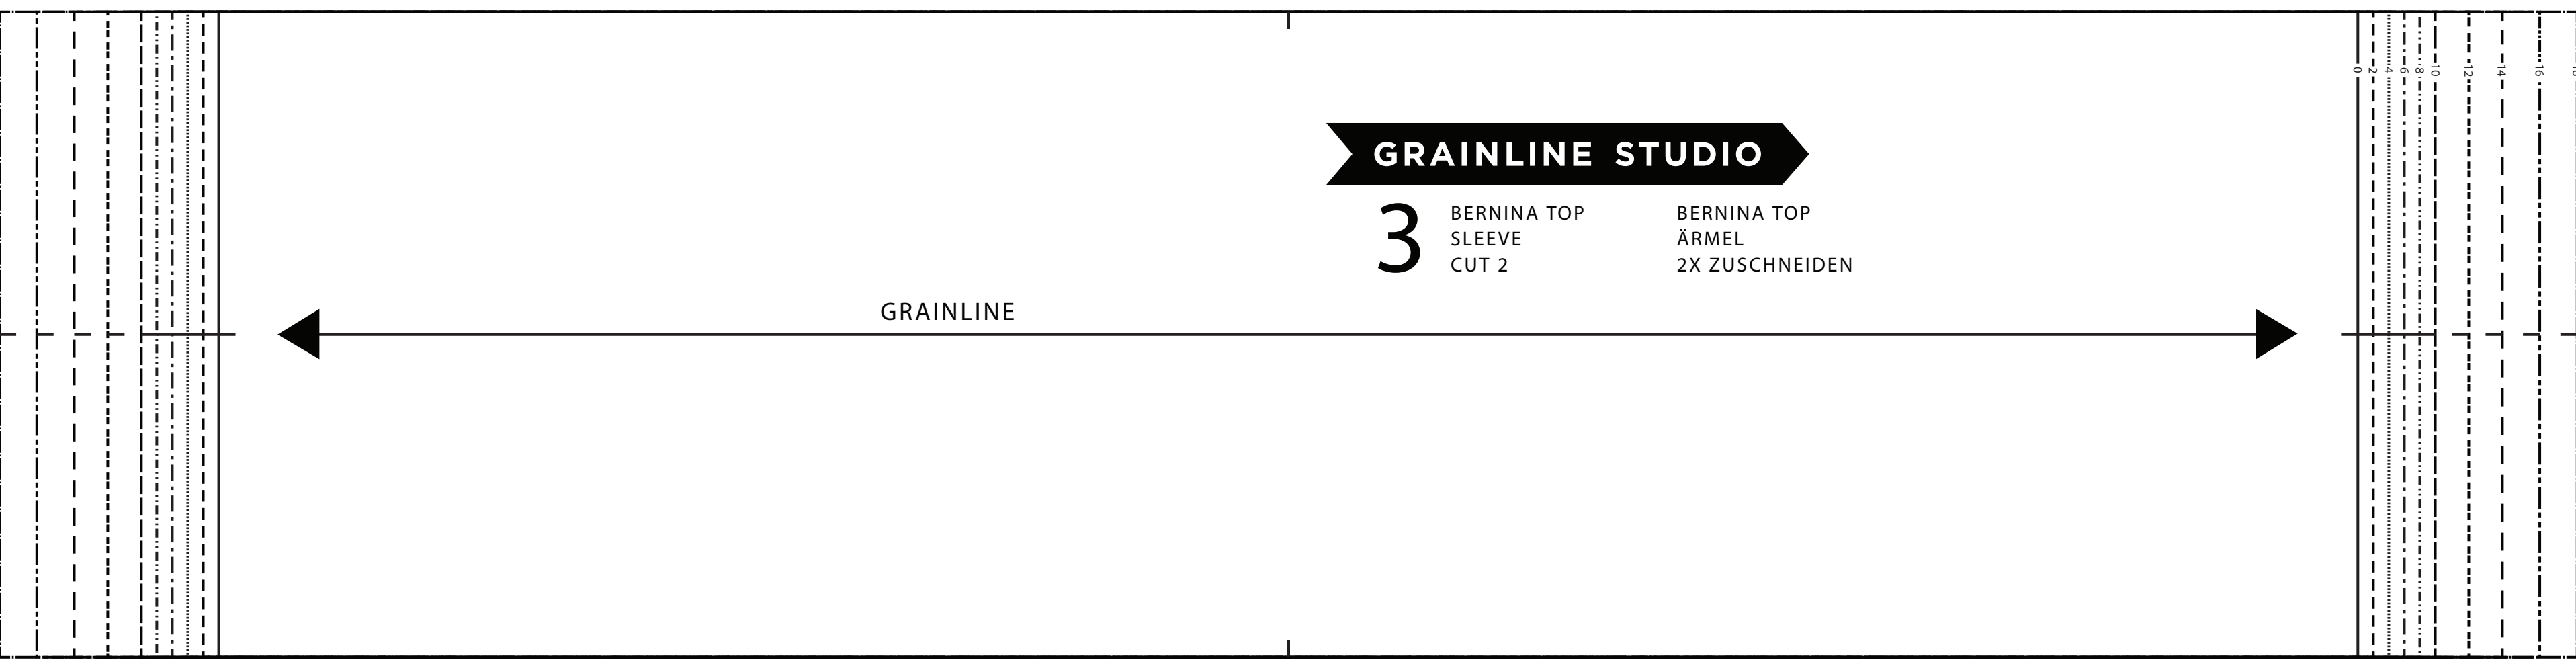 0 2 4 6 8 10 12 14 16
GRAINLINE STUDIO
3
BERNINA TOP
SLEEVE
CUT 2
BERNINA TOP
ÄRMEL
2X ZUSCHNEIDEN
GRAINLINE